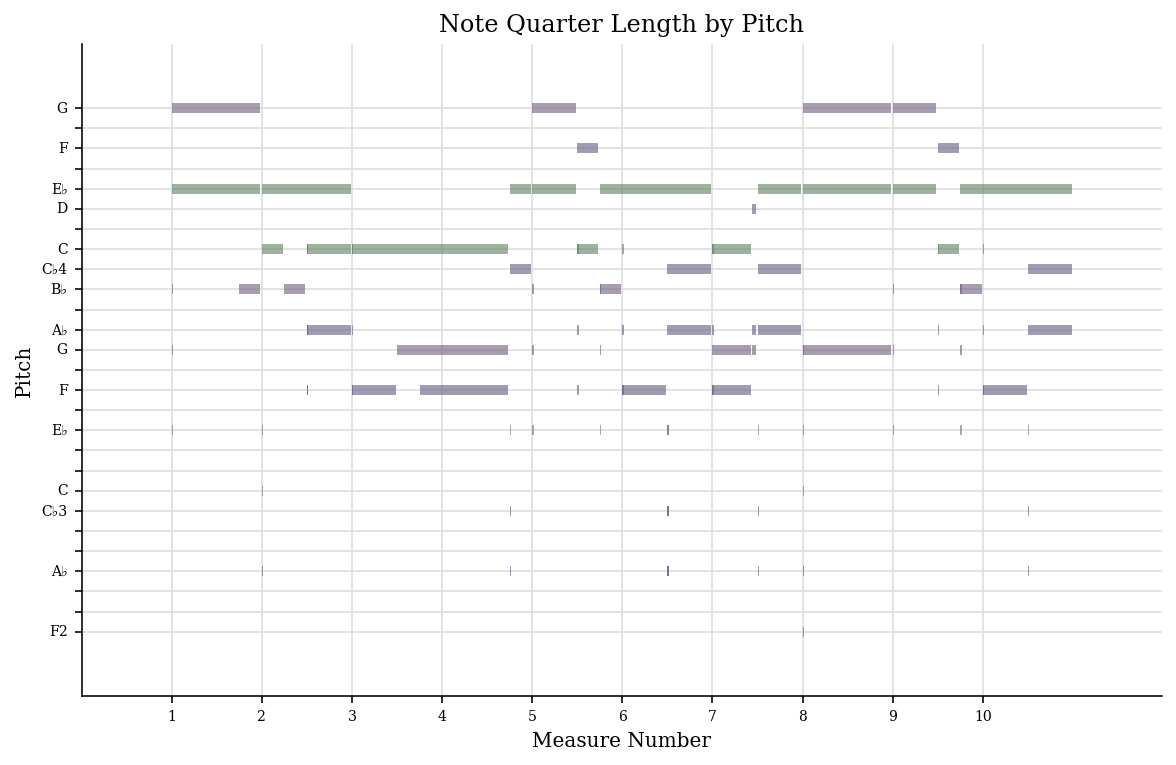 Note Quarter Length by Pitch
G
F
E♭
D
C
C♭4
B♭
A♭
G
F
E♭
C
C♭3
A♭
F2
Pitch
1 2 3 4 5 6 7 8 9 10
Measure Number